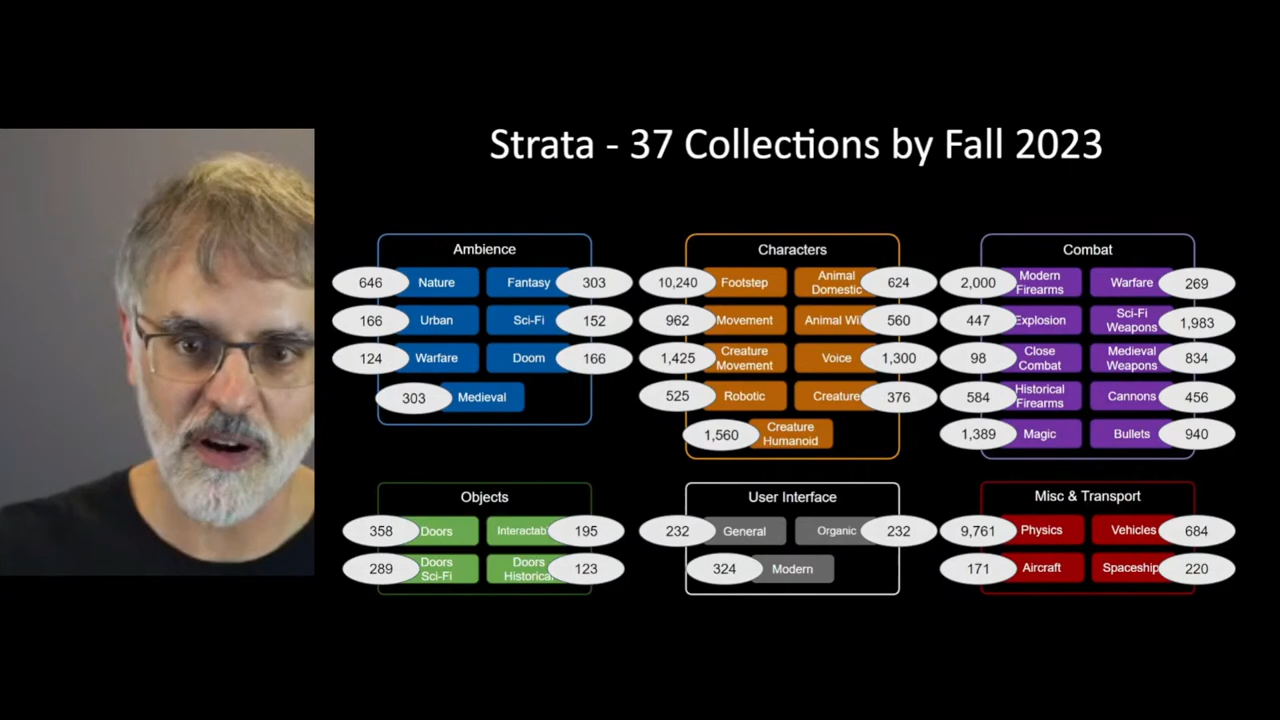 Strata - 37 Collections by Fall 2023
Ambience
646 Nature Fantasy 303
166 Urban Sci-Fi 152
124 Warfare Doom 166
303 Medieval
Characters
10,240 Footstep Animal Domestic 624
962 Movement Animal 560
1,425 Creature Movement Voice 1,300
525 Robotic Creature 376
1,560 Creature Humanoid
Combat
2,000 Modern Firearms Warfare 269
447 Explosion Sci-Fi Weapons 1,983
98 Close Combat Medieval Weapons 834
584 Historical Firearms Cannons 456
1,389 Magic Bullets 940
Objects
358 Doors 195
289 Doors Sci-Fi Doors Historical 123
User Interface
232 General Organic 232
324 Modern
Misc & Transport
9,761 Physics Vehicles 684
171 Aircraft Spaceship 220